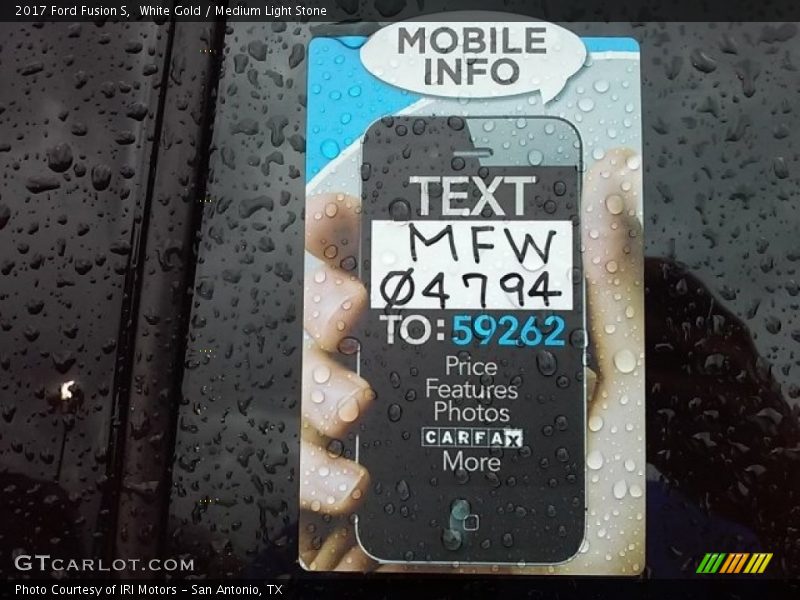 2017 Ford Fusion S,  White Gold / Medium Light Stone
MOBILE
INFO
TEXT
MFW
Ø4794
TO: 59262
Price
Features
Photos
CARFAX
More
GTCARLOT.COM
Photo Courtesy of IRI Motors - San Antonio, TX